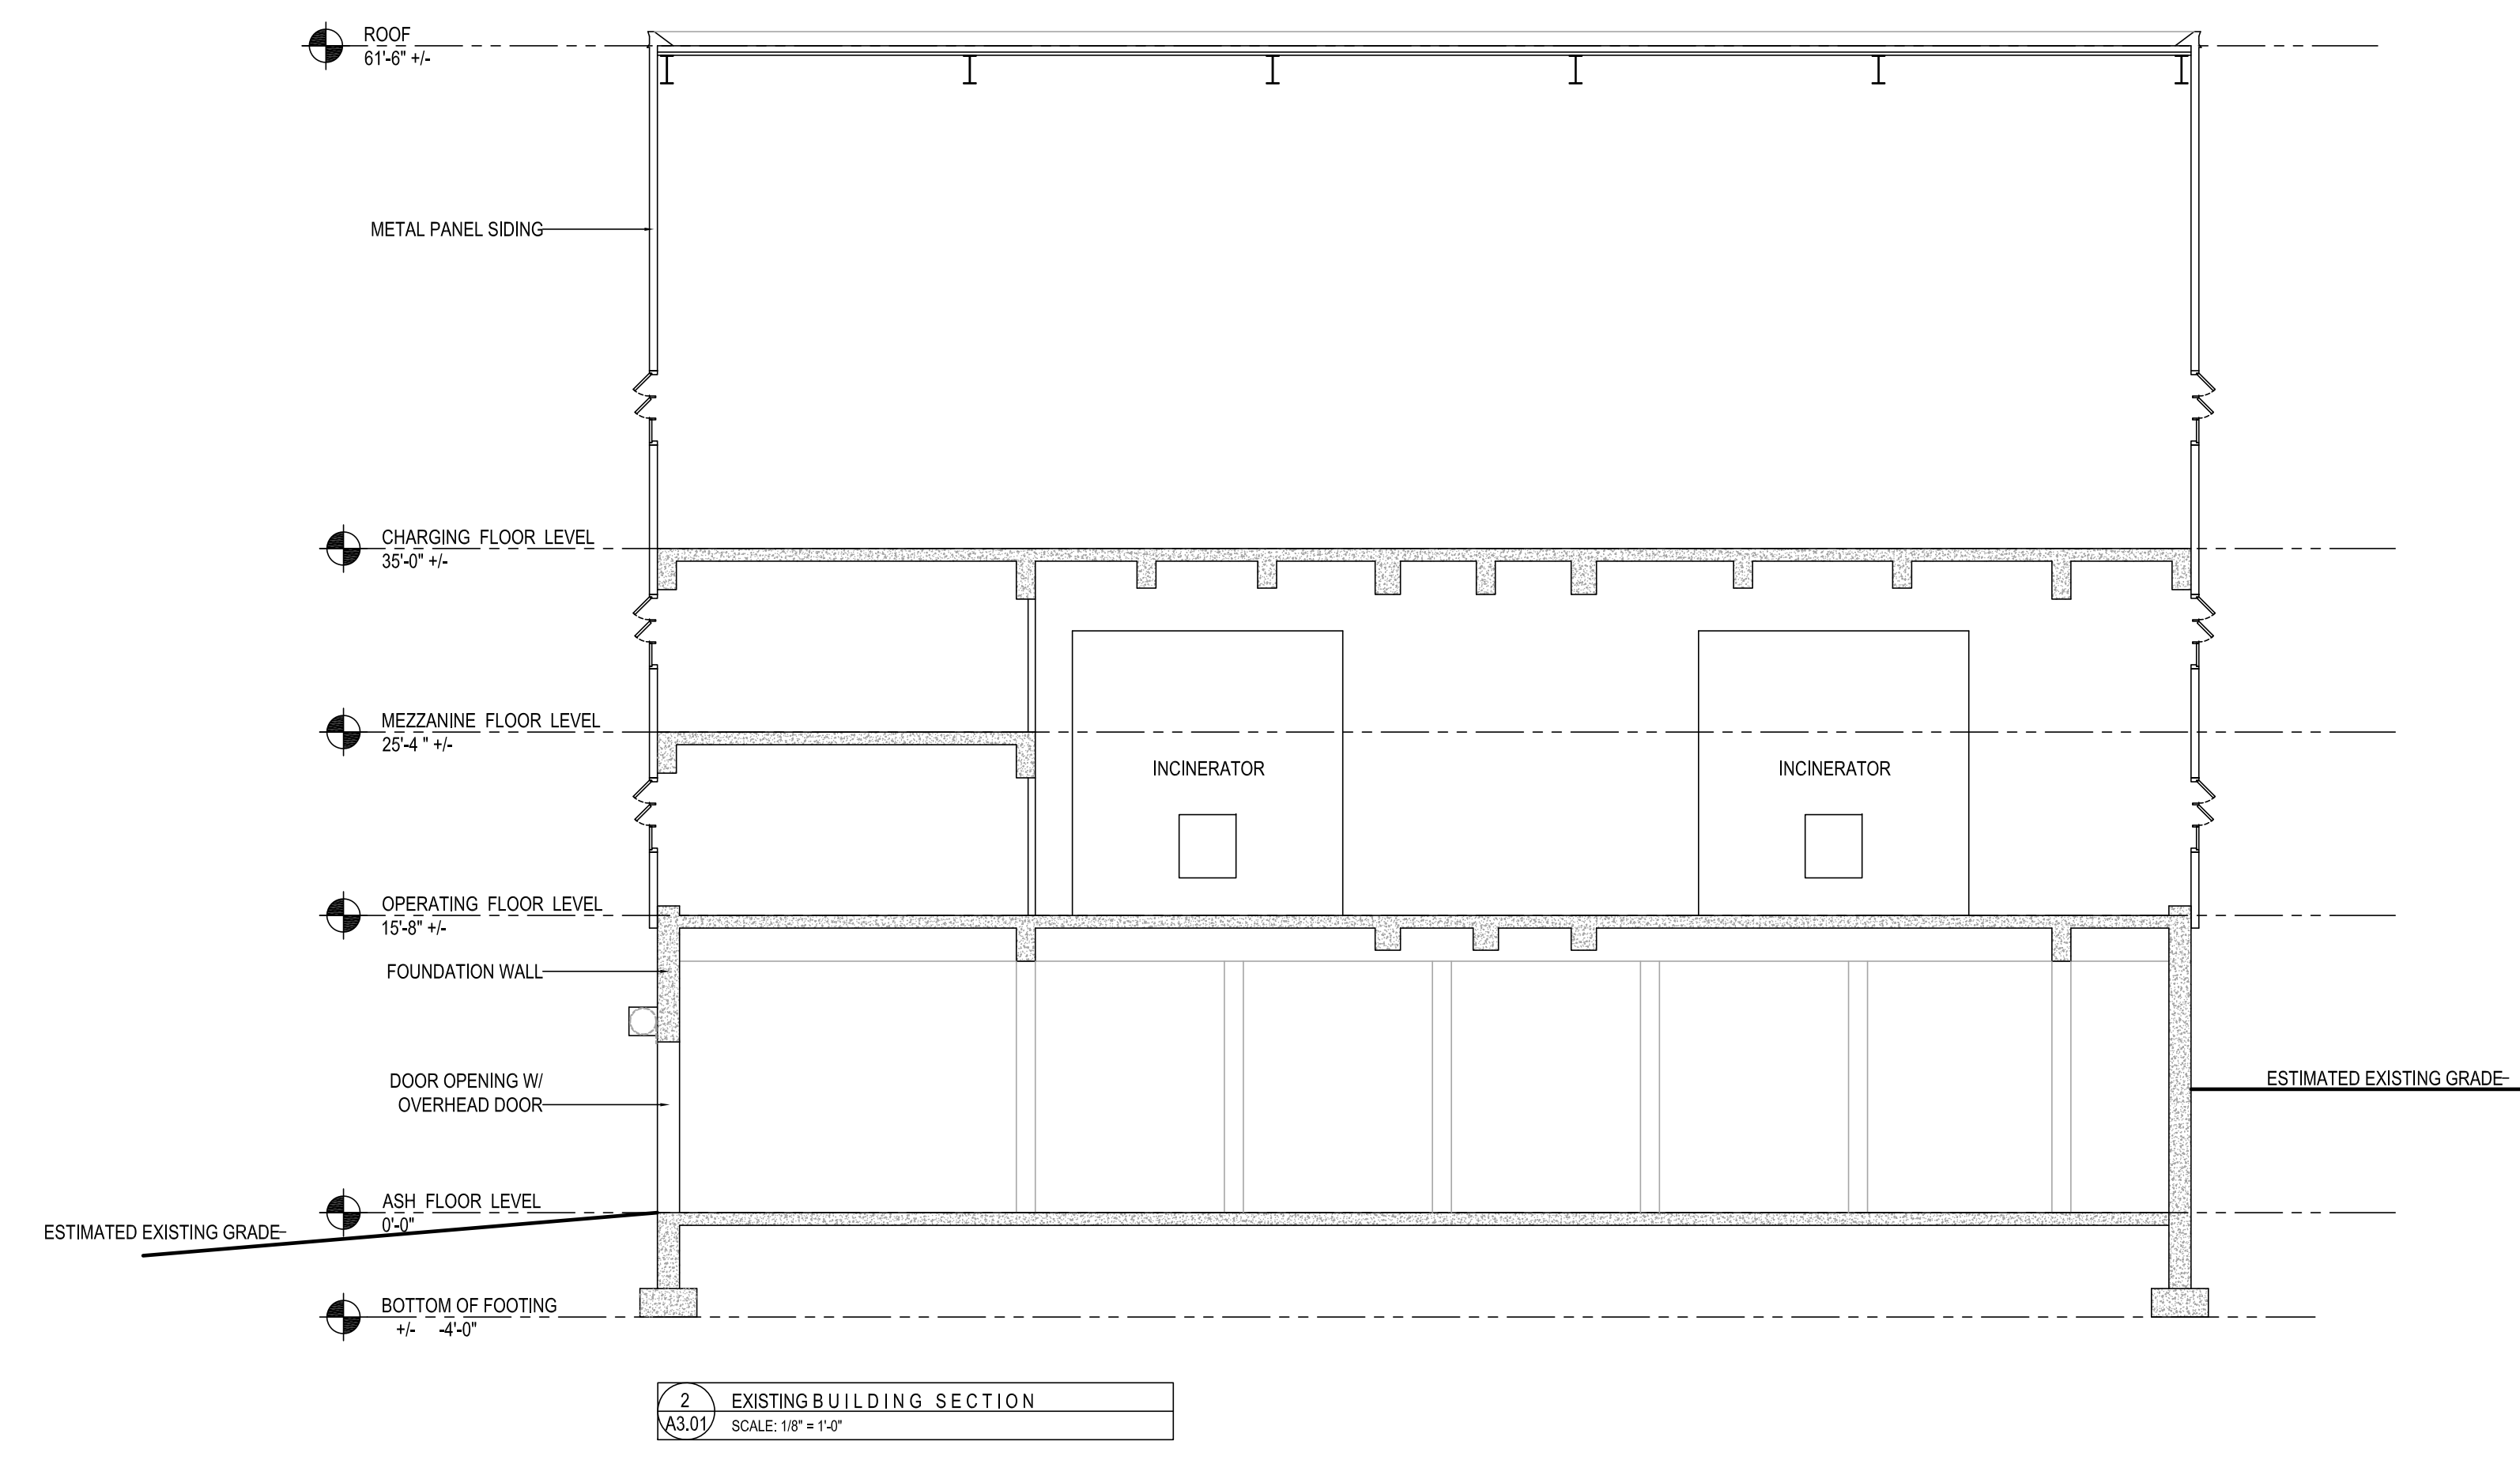 ROOF
61'-6" +/-
METAL PANEL SIDING
CHARGING FLOOR LEVEL
35'-0" +/-
MEZZANINE FLOOR LEVEL
25'-4 " +/-
INCINERATOR
INCINERATOR
OPERATING FLOOR LEVEL
15'-8" +/-
FOUNDATION WALL
DOOR OPENING W/
OVERHEAD DOOR
ESTIMATED EXISTING GRADE
ASH FLOOR LEVEL
0'-0"
ESTIMATED EXISTING GRADE
BOTTOM OF FOOTING
+/- -4'-0"
2
EXISTING BUILDING SECTION
A3.01
SCALE: 1/8" = 1'-0"